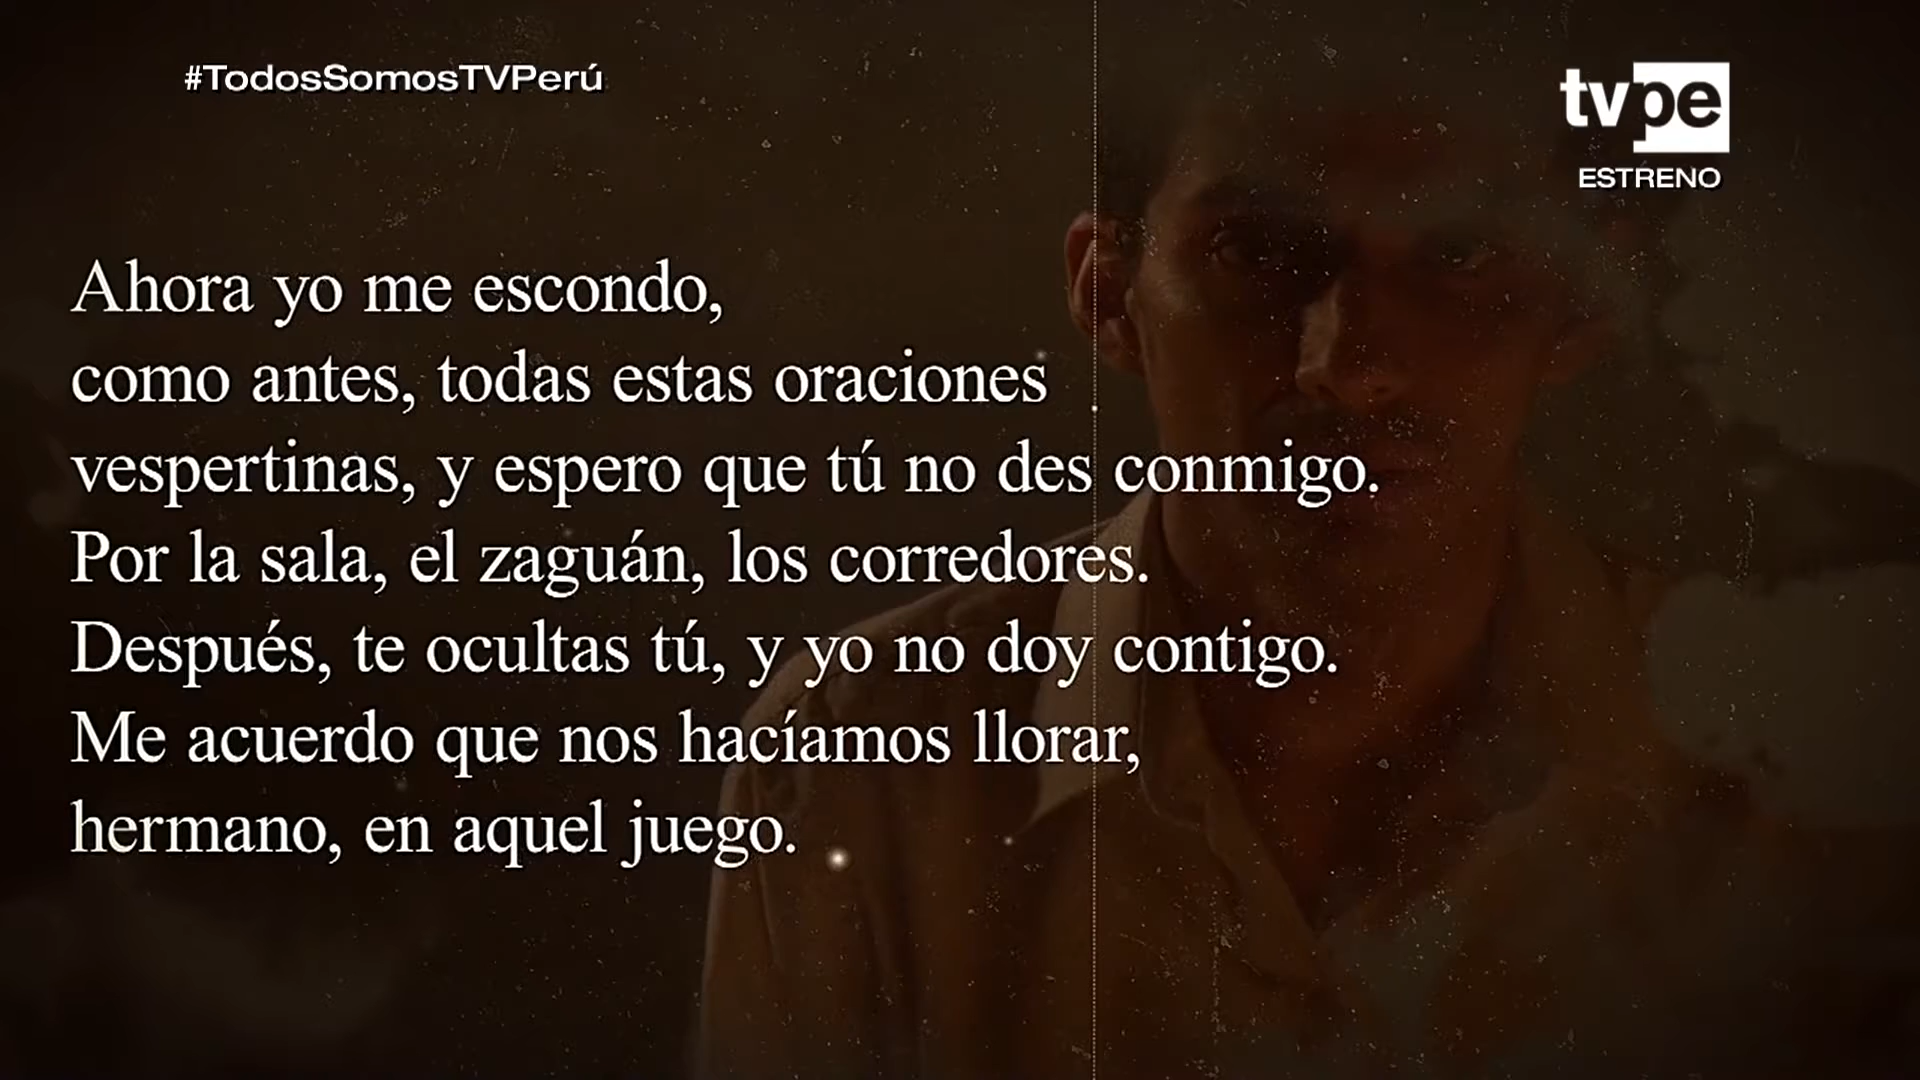 #TodosSomosTVPerú
tvpe
ESTRENO
Ahora yo me escondo,
como antes, todas estas oraciones
vespertinas, y espero que tú no des conmigo.
Por la sala, el zaguán, los corredores.
Después, te ocultas tú, y yo no doy contigo.
Me acuerdo que nos hacíamos llorar,
hermano, en aquel juego.